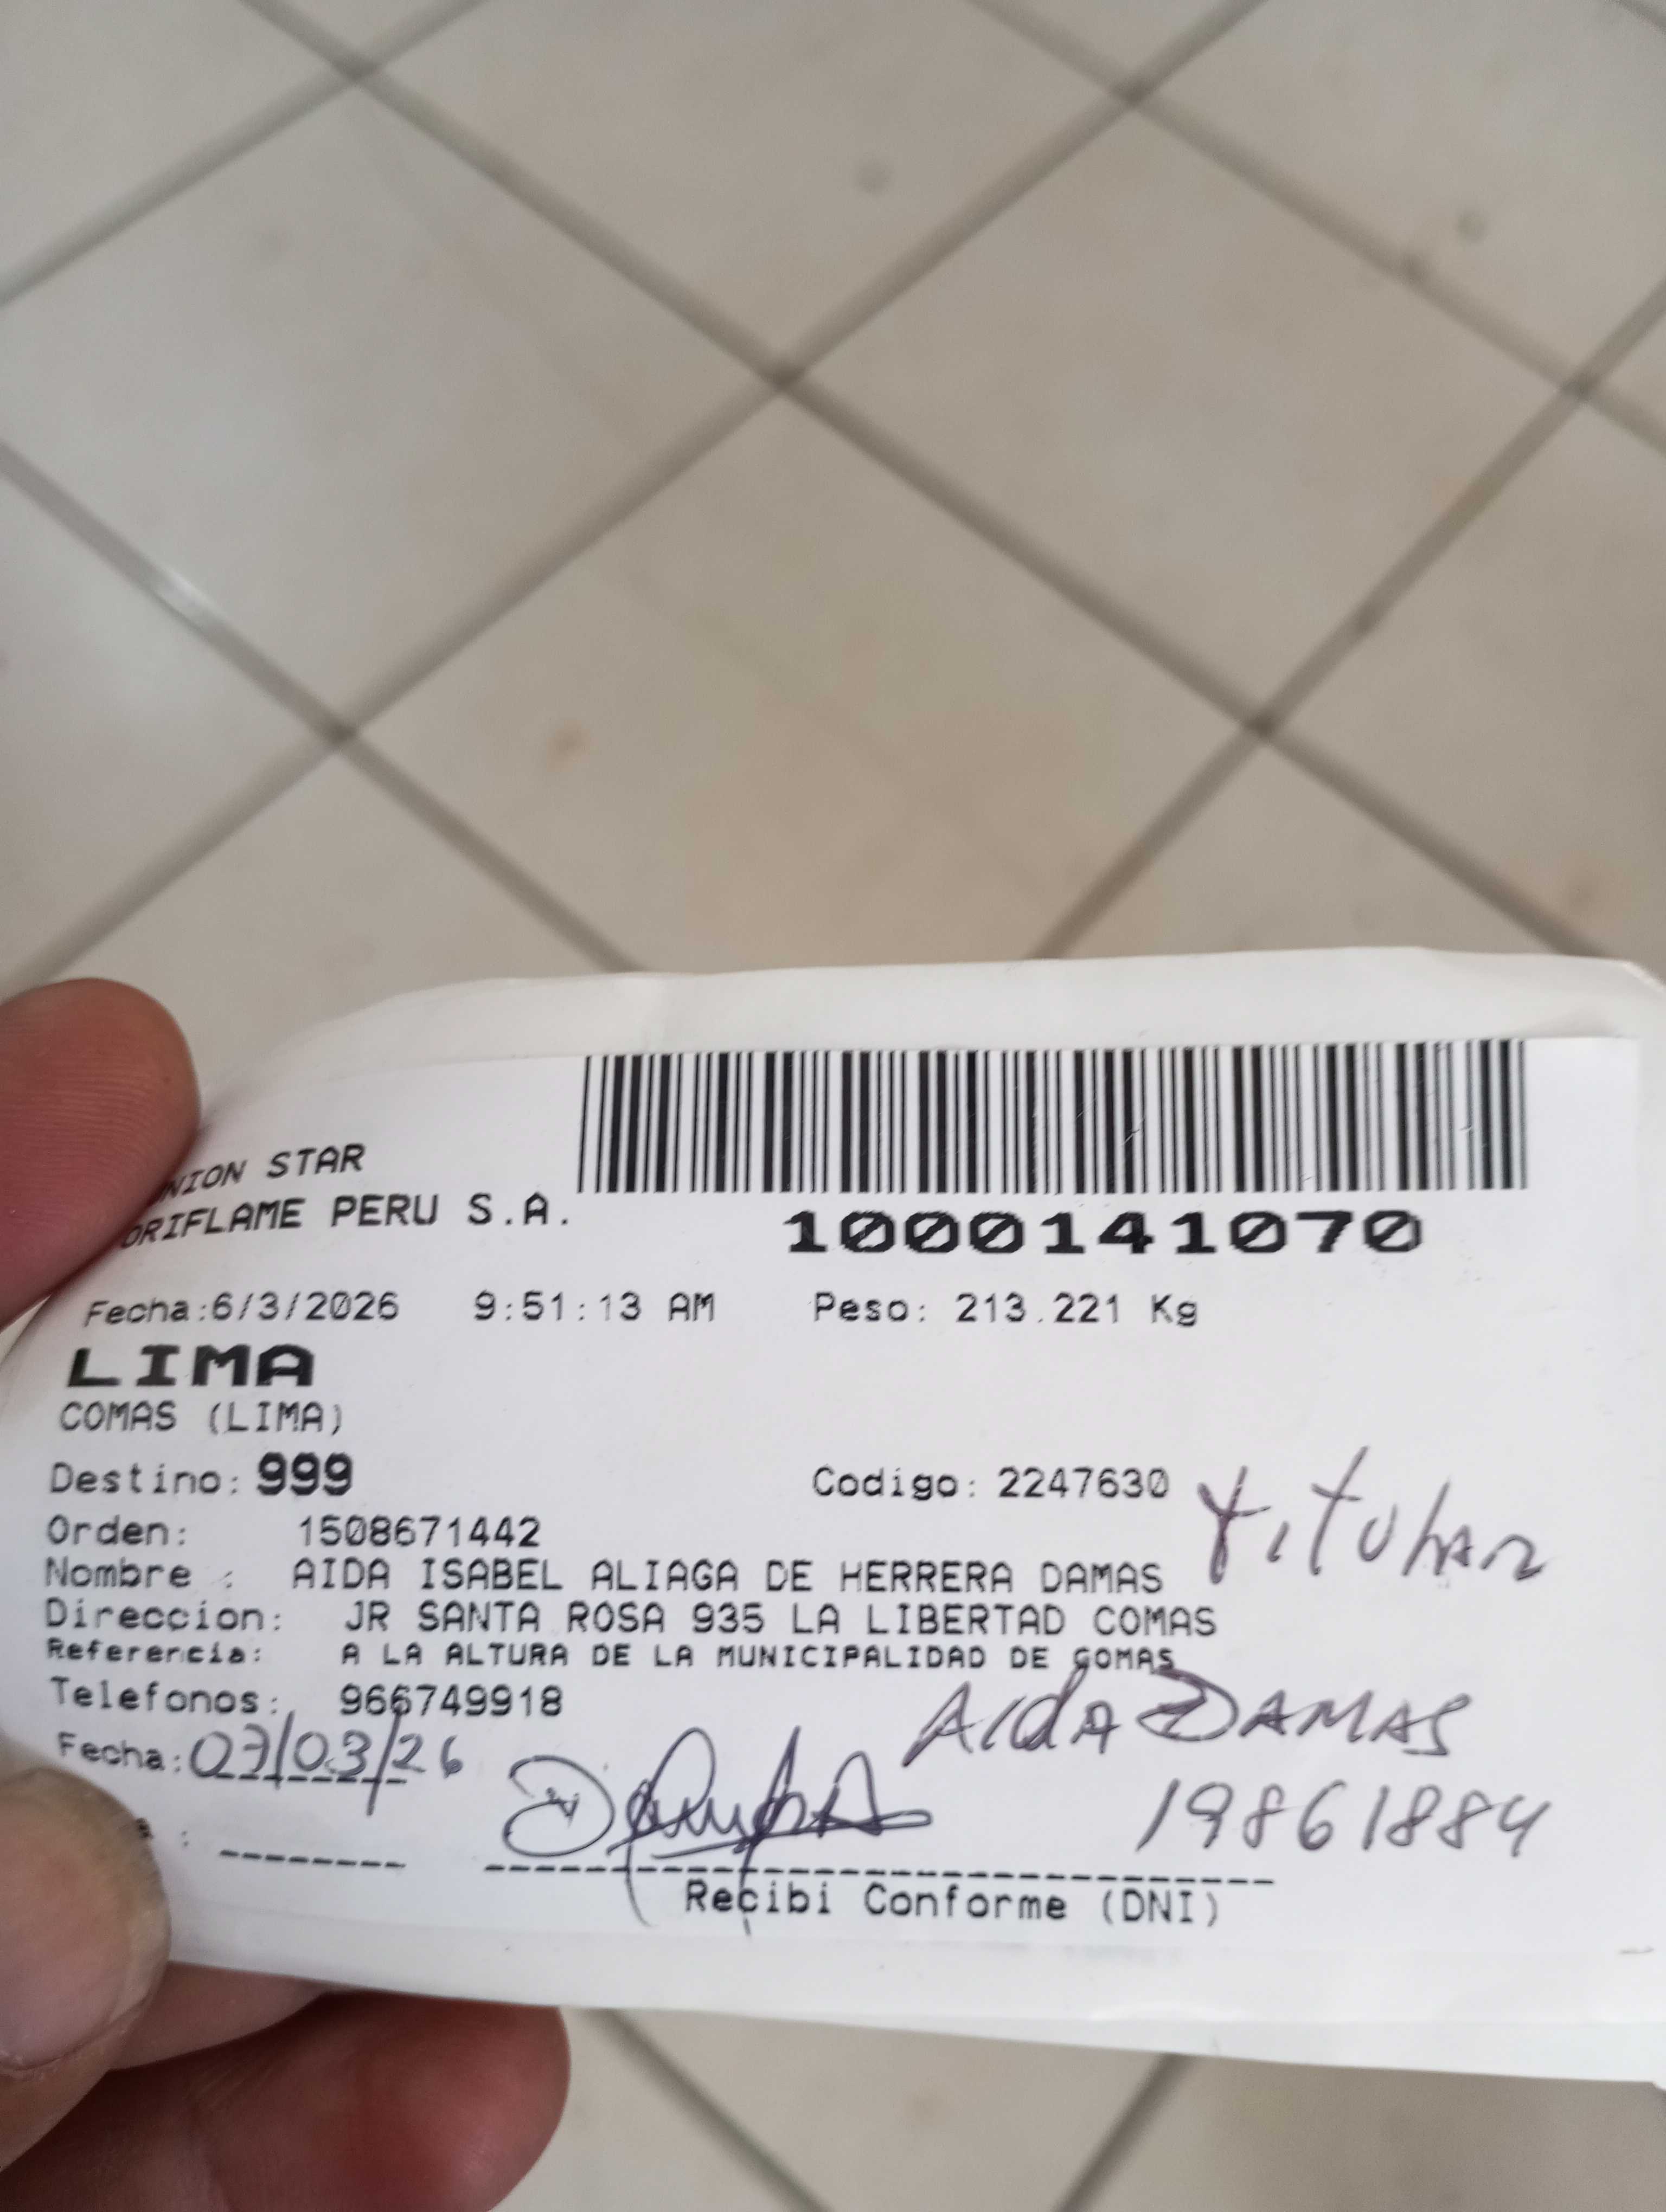 NION STAR
ORIFLAME PERU S.A.
1000141070
Fecha:6/3/2026 9:51:13 AM Peso: 213.221 Kg
LIMA
COMAS (LIMA)
Destino: 999 Codigo: 2247630
titular
Orden: 1508671442
Nombre : AIDA ISABEL ALIAGA DE HERRERA DAMAS
Direccion: JR SANTA ROSA 935 LA LIBERTAD COMAS
Referencia: A LA ALTURA DE LA MUNICIPALIDAD DE COMAS
Telefonos: 966749918
AidA DAMAS
Fecha: 07/03/26
19861884
Recibi Conforme (DNI)